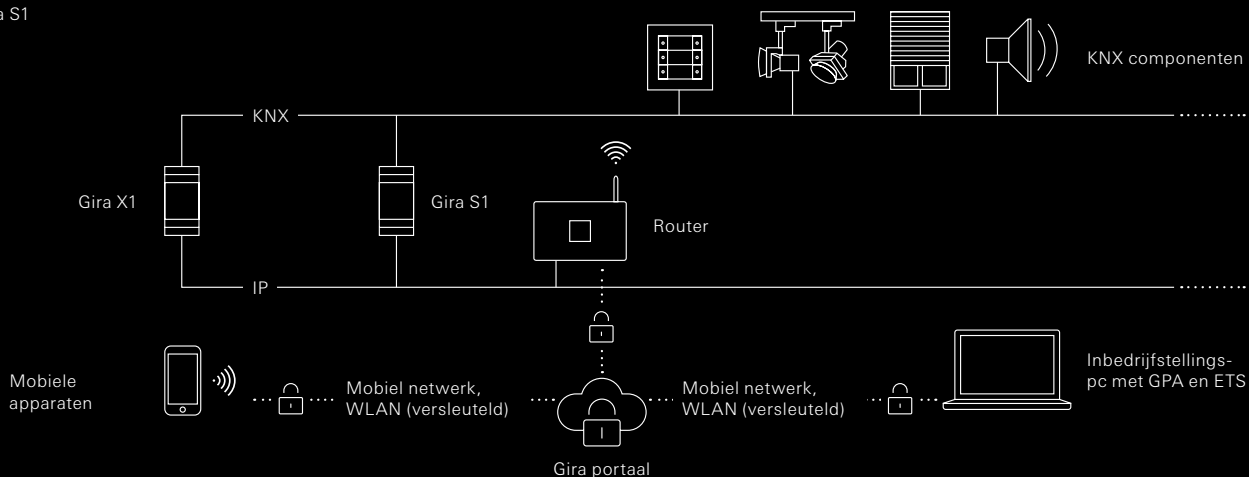 a S1
KNX componenten
KNX
Gira X1
Gira S1
Router
IP
Mobiele
apparaten
Mobiel netwerk,
WLAN (versleuteld)
Mobiel netwerk,
WLAN (versleuteld)
Inbedrijfstellings-
pc met GPA en ETS
Gira portaal